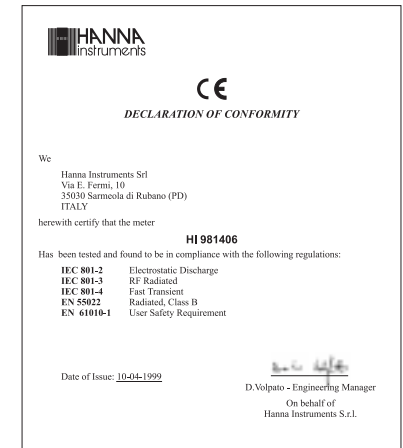 HANNA
instruments
CE
DECLARATION OF CONFORMITY
We
Hanna Instruments Srl
Via E. Fermi, 10
35030 Sarmeola di Rubano (PD)
ITALY
herewith certify that the meter
HI 981406
Has been tested and found to be in compliance with the following regulations:
IEC 801-2 Electrostatic Discharge
IEC 801-3 RF Radiated
IEC 801-4 Fast Transient
EN 55022 Radiated, Class B
EN 61010-1 User Safety Requirement
Date of Issue: 10-04-1999
D.Volpato - Engineering Manager
On behalf of
Hanna Instruments S.r.l.